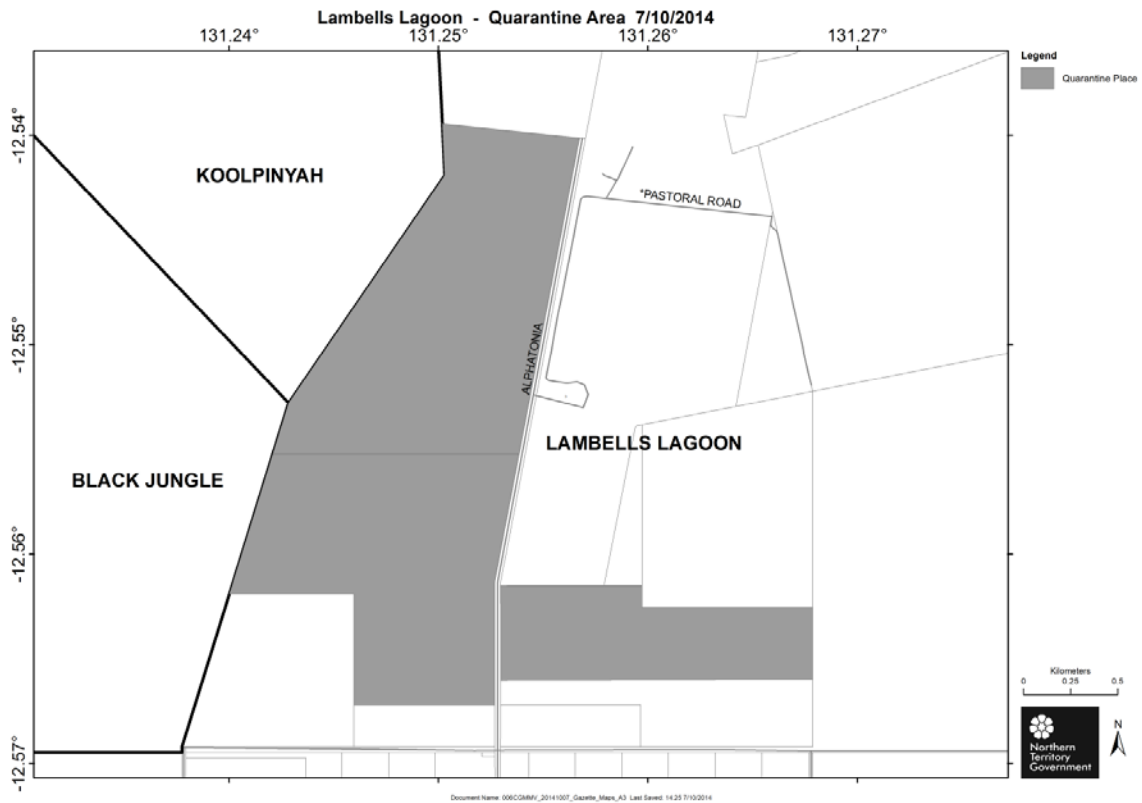 Lambells Lagoon - Quarantine Area 7/10/2014
131.24° 131.25° 131.26° 131.27°
Legend
Quarantine Place
-12.54°
KOOLPINYAH
*PASTORAL ROAD
-12.55°
ALPHATONIA
LAMBELLS LAGOON
BLACK JUNGLE
-12.56°
Kilometers
0 0.25 0.5
N
Northern
Territory
Government
-12.57°
Document Name: 006CGMMV_20141007_Gazette_Maps_A3 Last Saved: 14:25 7/10/2014